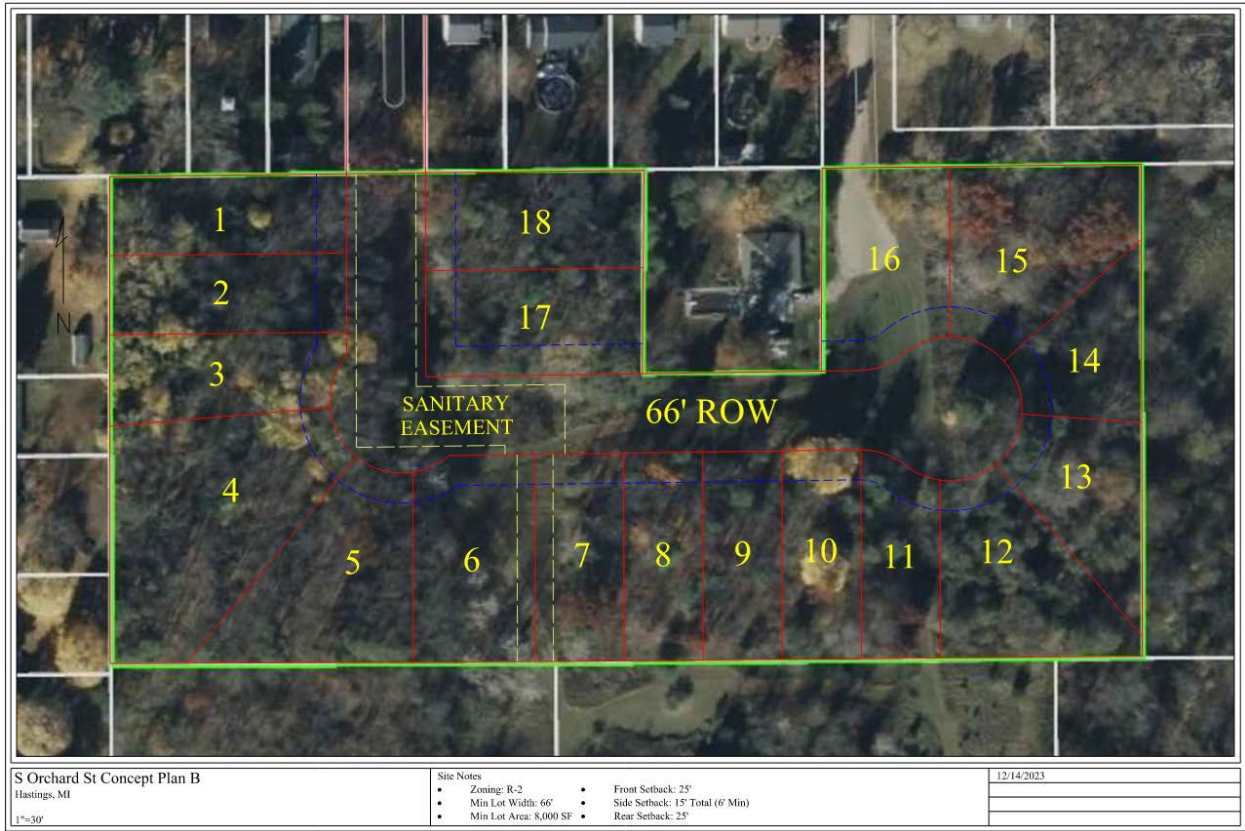 1
18
2
16
15
17
3
14
SANITARY
EASEMENT
66' ROW
N
4
13
5
6
7
8
9
10
11
12
S Orchard St Concept Plan B
Hastings, MI
1"=30'
Site Notes
• Zoning: R-2
• Min Lot Width: 66'
• Min Lot Area: 8,000 SF
• Front Setback: 25'
• Side Setback: 15' Total (6' Min)
• Rear Setback: 25'
12/14/2023